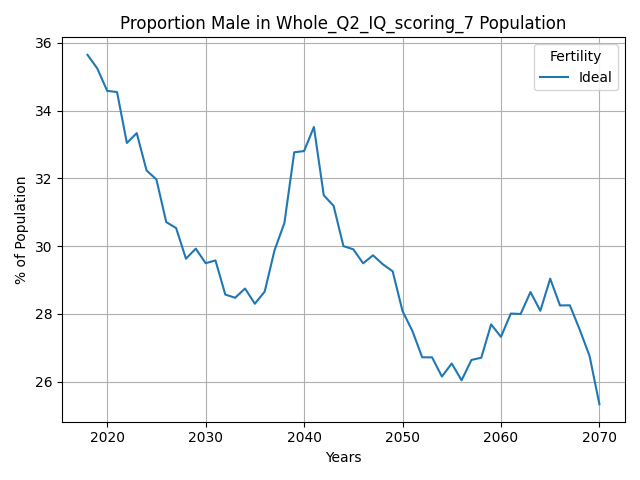 Proportion Male in Whole_Q2_IQ_scoring_7 Population
Fertility
Ideal
36
34
32
30
28
26
% of Population
2020 2030 2040 2050 2060 2070
Years